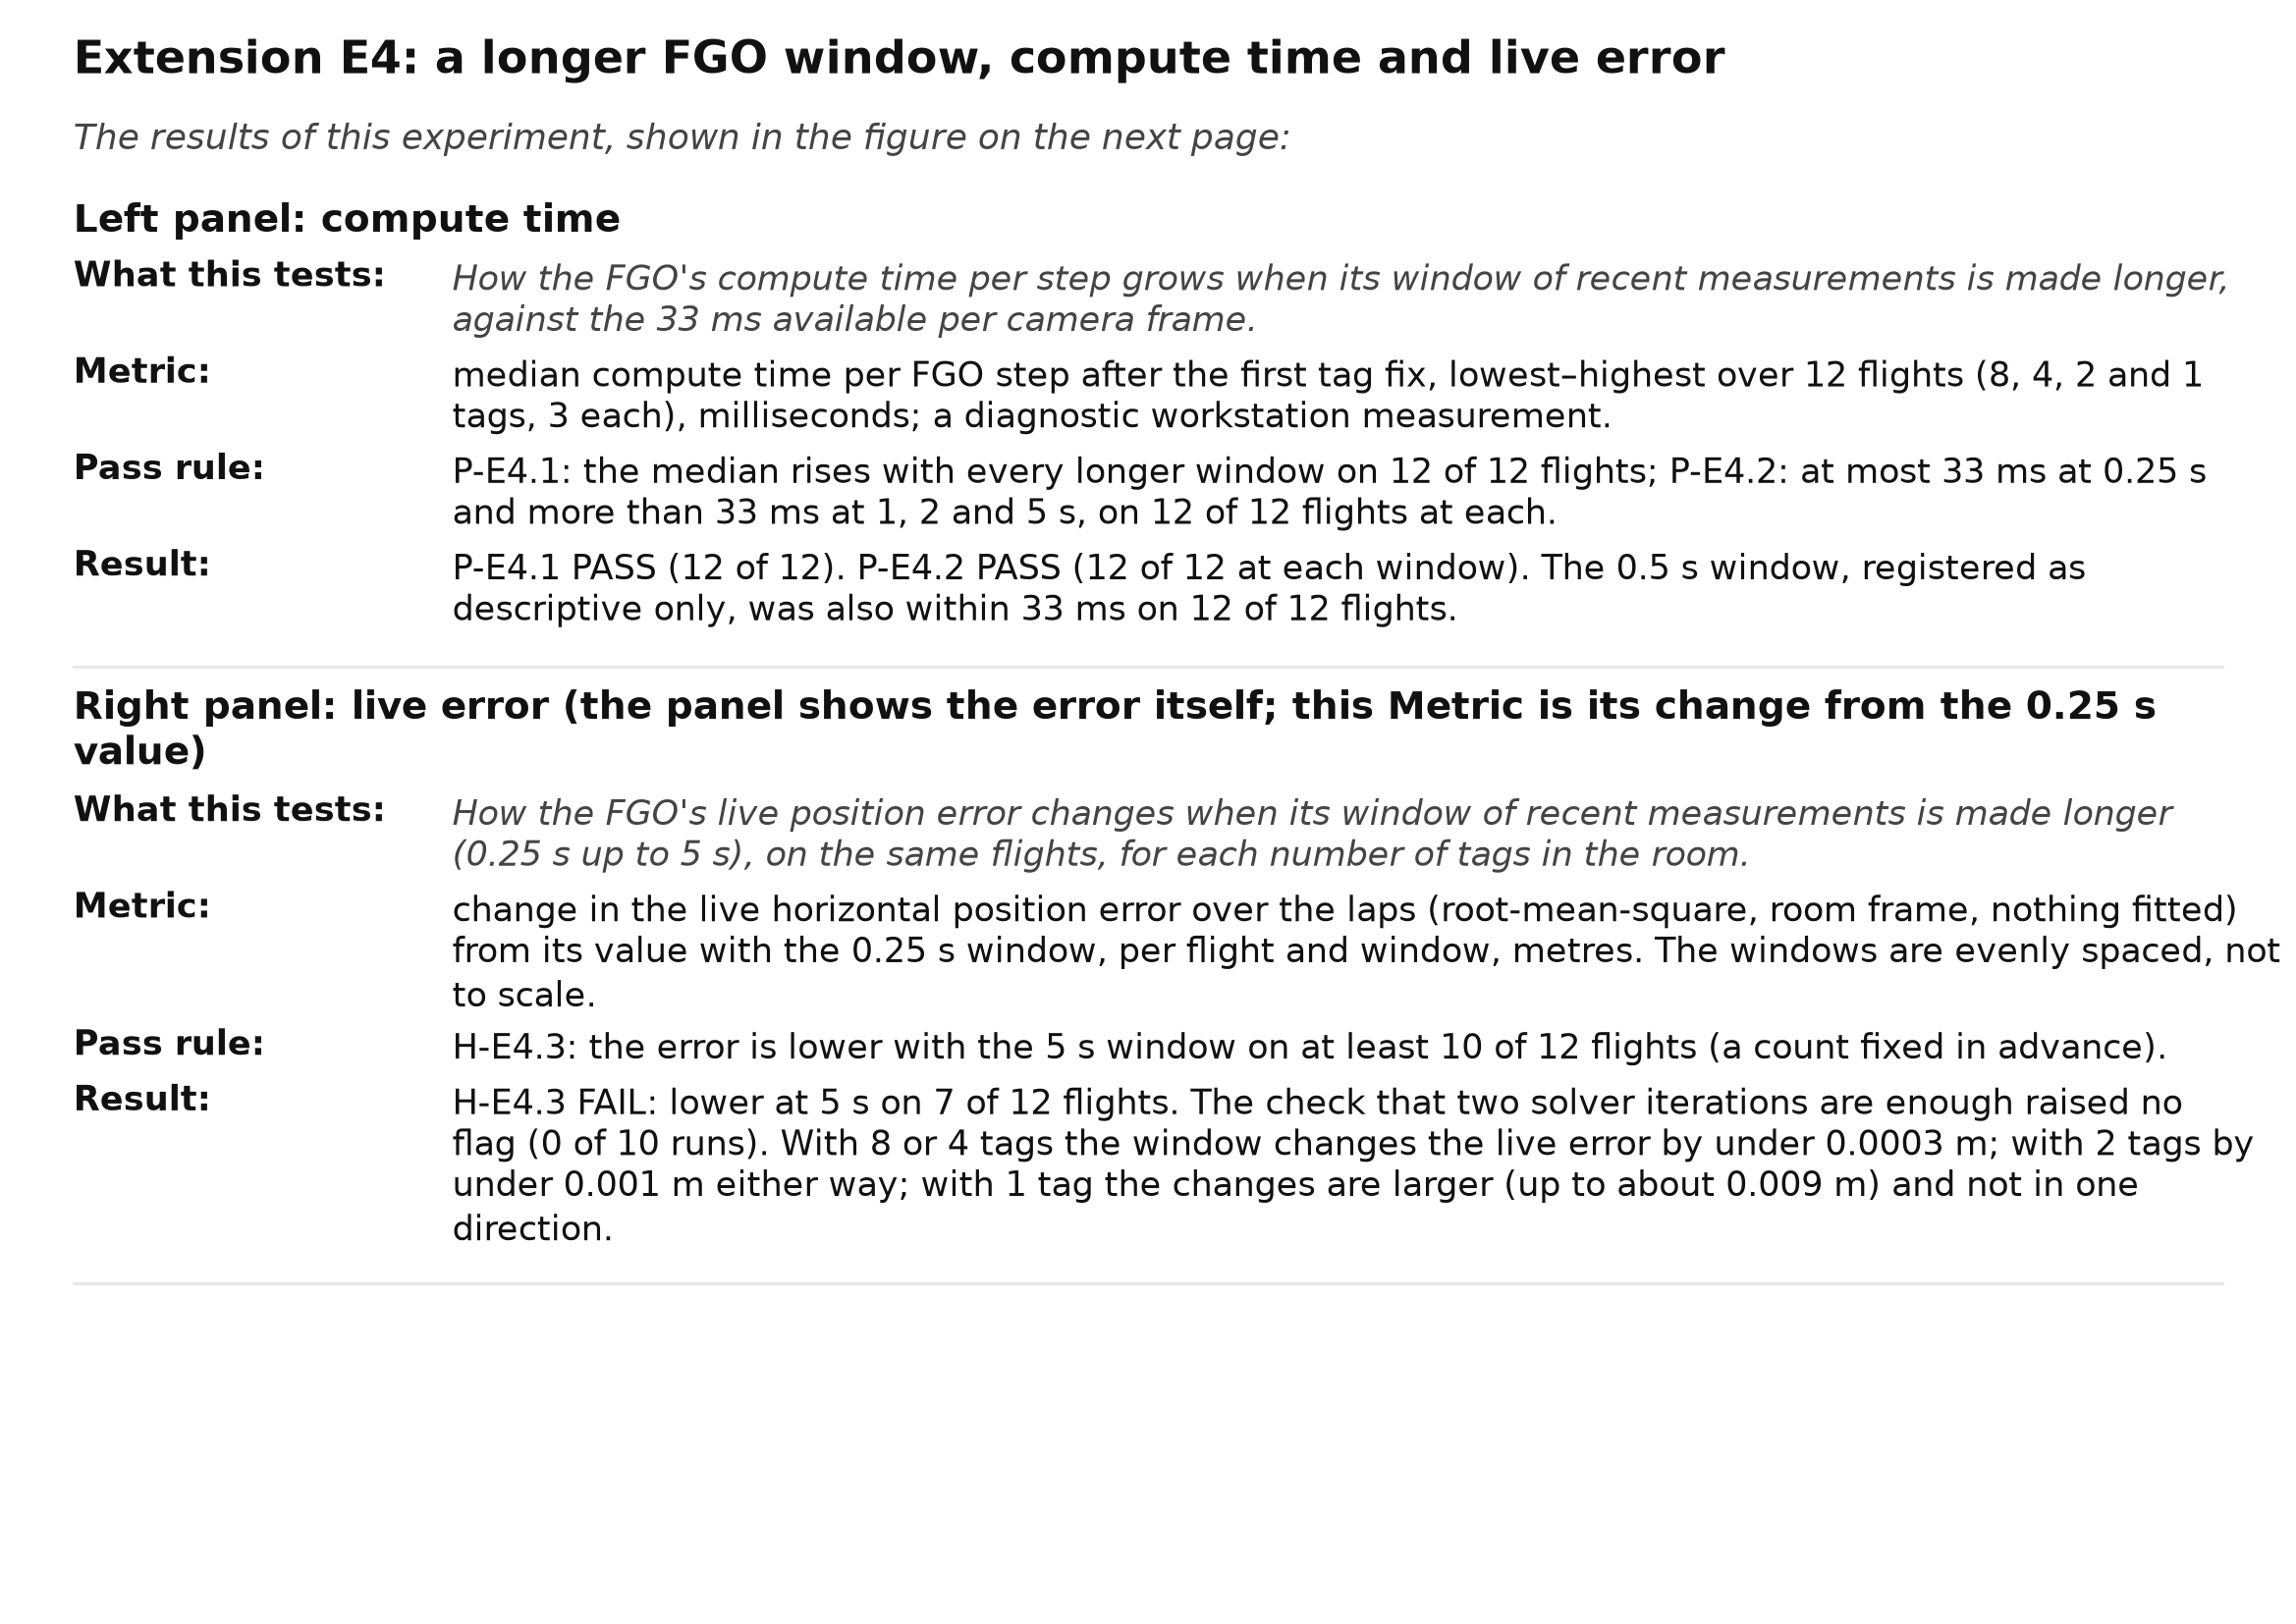 Extension E4: a longer FGO window, compute time and live error
The results of this experiment, shown in the figure on the next page:
Left panel: compute time
What this tests: How the FGO's compute time per step grows when its window of recent measurements is made longer,
against the 33 ms available per camera frame.
Metric: median compute time per FGO step after the first tag fix, lowest–highest over 12 flights (8, 4, 2 and 1
tags, 3 each), milliseconds; a diagnostic workstation measurement.
Pass rule: P-E4.1: the median rises with every longer window on 12 of 12 flights; P-E4.2: at most 33 ms at 0.25 s
and more than 33 ms at 1, 2 and 5 s, on 12 of 12 flights at each.
Result: P-E4.1 PASS (12 of 12). P-E4.2 PASS (12 of 12 at each window). The 0.5 s window, registered as
descriptive only, was also within 33 ms on 12 of 12 flights.
Right panel: live error (the panel shows the error itself; this Metric is its change from the 0.25 s
value)
What this tests: How the FGO's live position error changes when its window of recent measurements is made longer
(0.25 s up to 5 s), on the same flights, for each number of tags in the room.
Metric: change in the live horizontal position error over the laps (root-mean-square, room frame, nothing fitted)
from its value with the 0.25 s window, per flight and window, metres. The windows are evenly spaced, not
to scale.
Pass rule: H-E4.3: the error is lower with the 5 s window on at least 10 of 12 flights (a count fixed in advance).
Result: H-E4.3 FAIL: lower at 5 s on 7 of 12 flights. The check that two solver iterations are enough raised no
flag (0 of 10 runs). With 8 or 4 tags the window changes the live error by under 0.0003 m; with 2 tags by
under 0.001 m either way; with 1 tag the changes are larger (up to about 0.009 m) and not in one
direction.